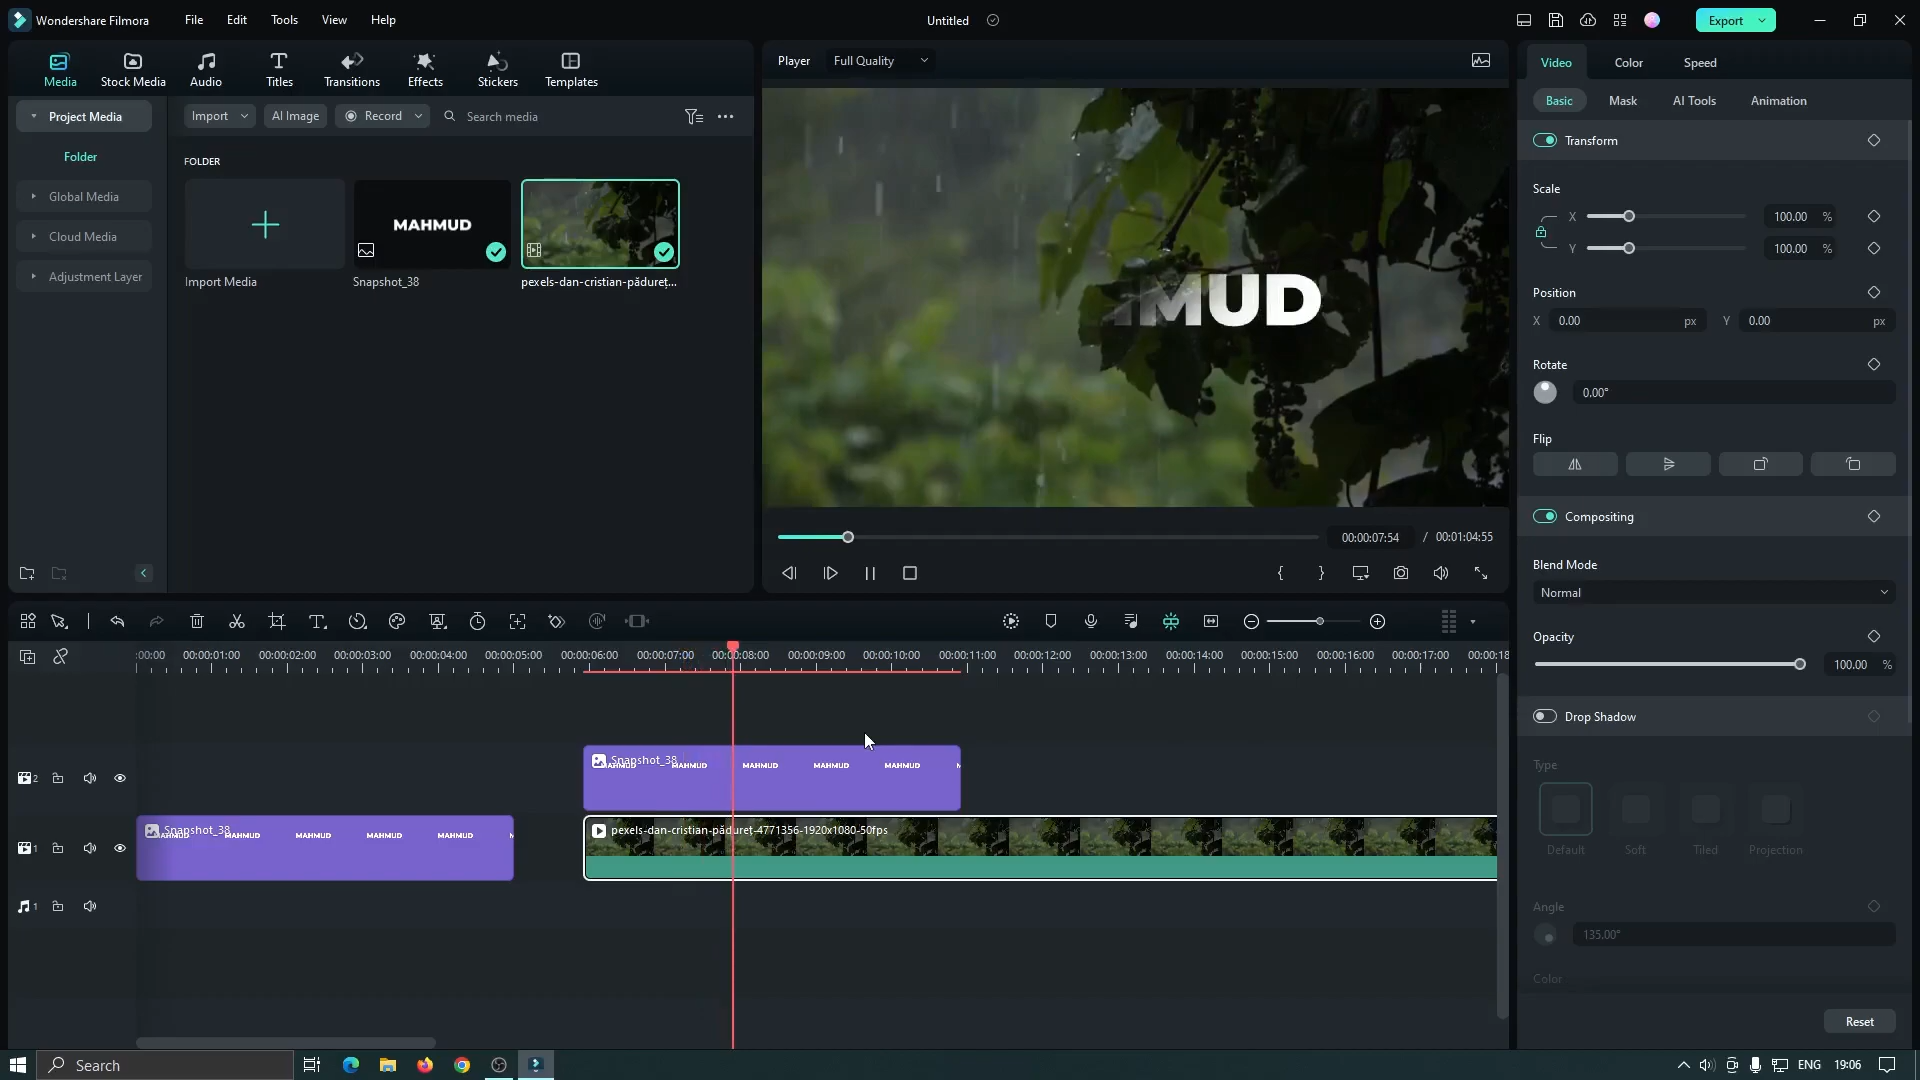 Wondershare Filmora
File
Edit
Tools
View
Help
Untitled
Export
Media
Stock Media
Audio
Titles
Transitions
Effects
Stickers
Templates
Project Media
Folder
Global Media
Cloud Media
Adjustment Layer
Import
AI Image
Record
Search media
FOLDER
MAHMUD
Import Media
Snapshot_38
pexels-dan-cristian-pădureț...
Player
Full Quality
MUD
00:00:07:54 / 00:01:04:55
Video
Color
Speed
Basic
Mask
AI Tools
Animation
Transform
Scale
X 100.00 %
Y 100.00 %
Position
X 0.00 px Y 0.00 px
Rotate
0.00°
Flip
Compositing
Blend Mode
Normal
Opacity
100.00 %
Drop Shadow
Type
Default
Soft
Tiled
Projection
Angle
135.00°
Color
Reset
:00:00 00:00:01:00 00:00:02:00 00:00:03:00 00:00:04:00 00:00:05:00 00:00:06:00 00:00:07:00 00:00:08:00 00:00:09:00 00:00:10:00 00:00:11:00 00:00:12:00 00:00:13:00 00:00:14:00 00:00:15:00 00:00:16:00 00:00:17:00 00:00:18
2
Snapshot_38
MAHMUD MAHMUD MAHMUD MAHMUD MAHMUD
1
Snapshot_38
MAHMUD MAHMUD MAHMUD MAHMUD MAHMUD
pexels-dan-cristian-pădureț-4771356-1920x1080-50fps
1
Search
ENG
19:06